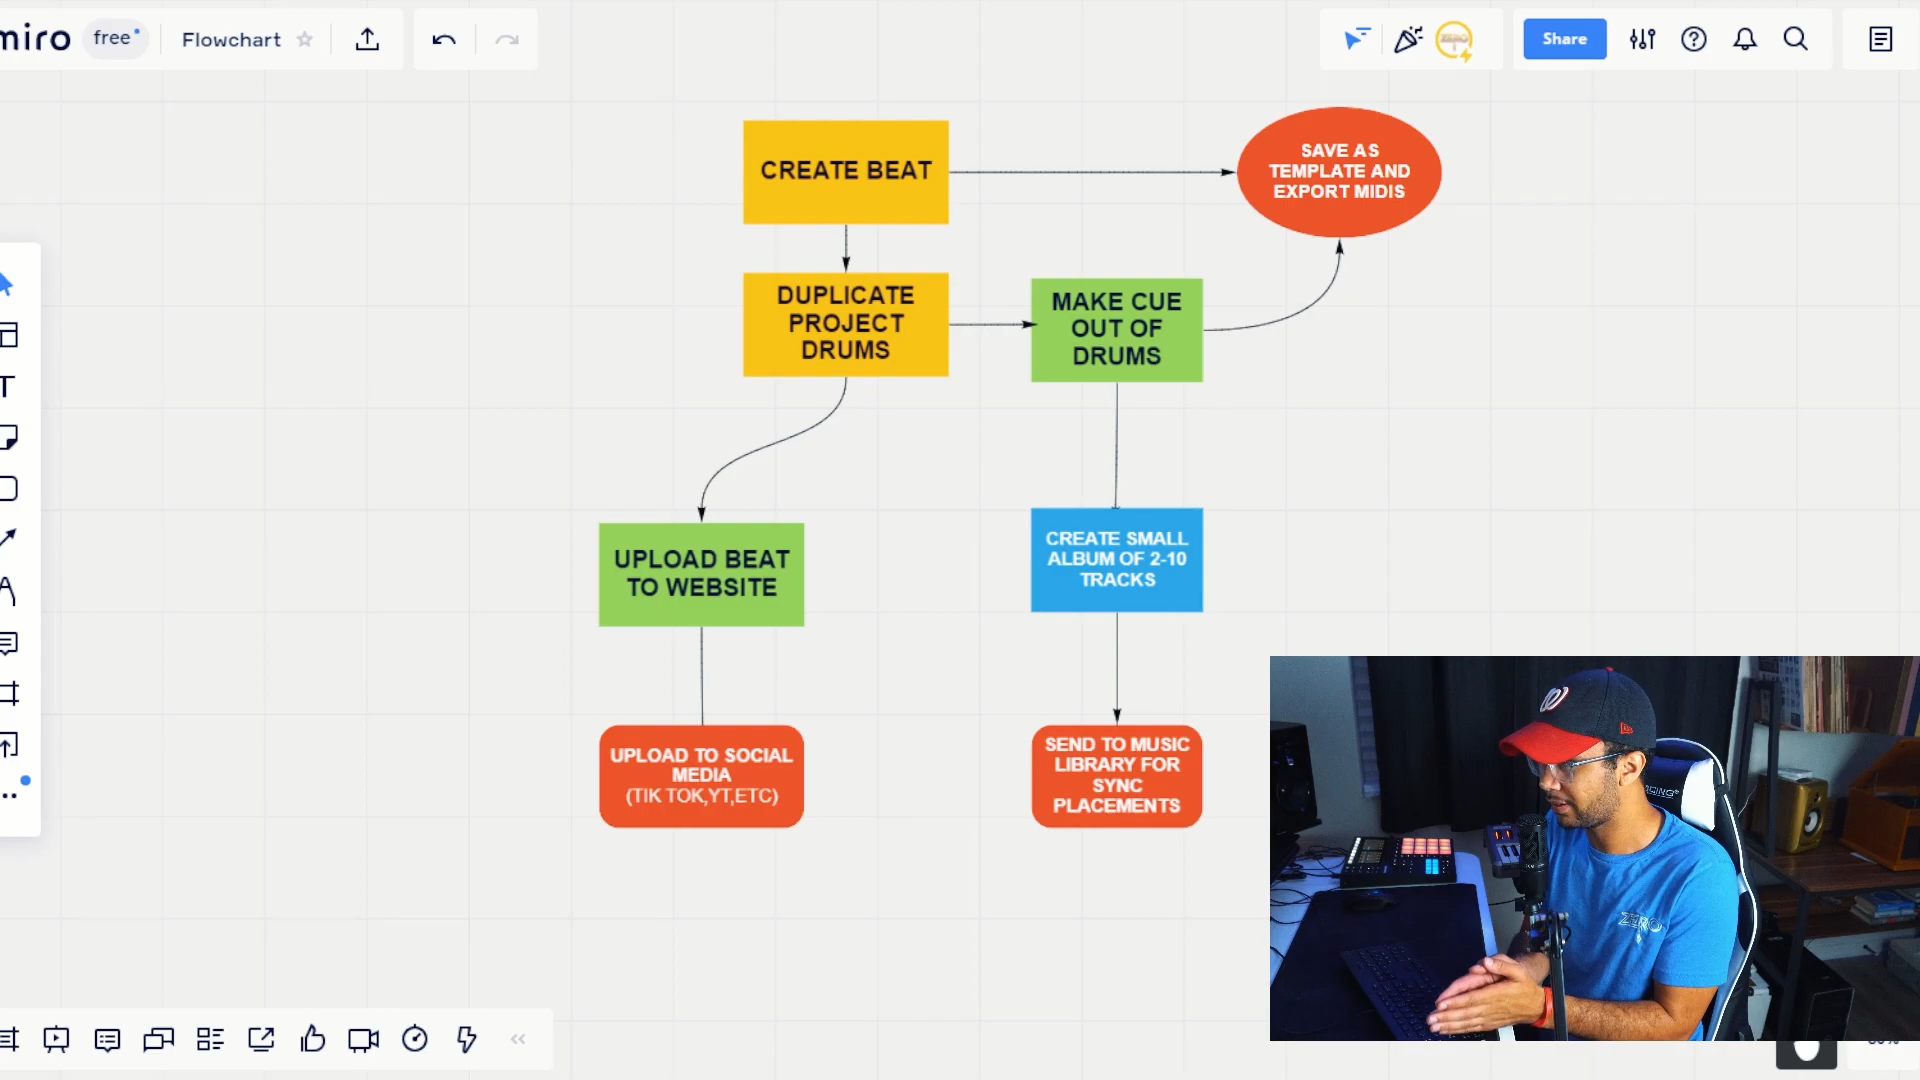 miro
free
Flowchart
Share
CREATE BEAT
SAVE AS
TEMPLATE AND
EXPORT MIDIS
DUPLICATE
PROJECT
DRUMS
MAKE CUE
OUT OF
DRUMS
UPLOAD BEAT
TO WEBSITE
CREATE SMALL
ALBUM OF 2-10
TRACKS
UPLOAD TO SOCIAL
MEDIA
(TIK TOK,YT,ETC)
SEND TO MUSIC
LIBRARY FOR
SYNC
PLACEMENTS
ZERO